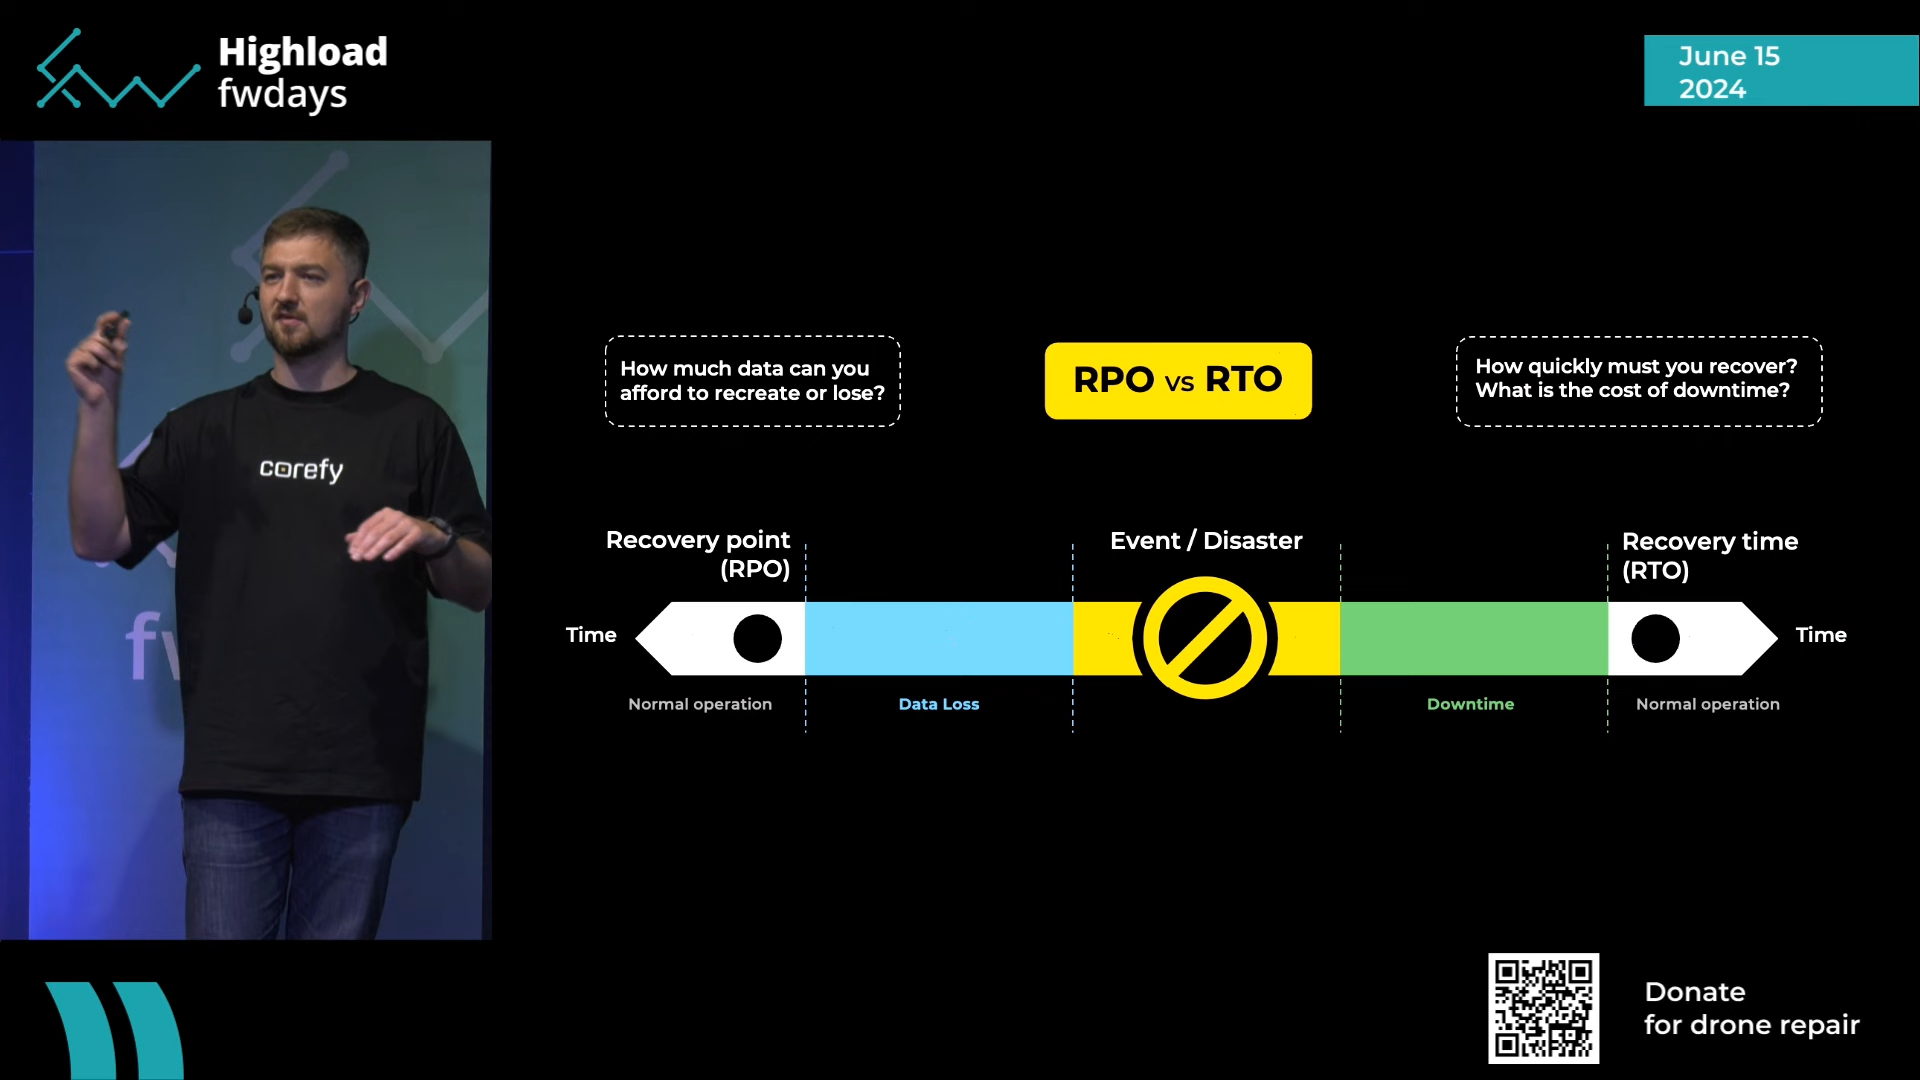 Highload
fwdays
June 15
2024
corefy
fw
How much data can you
afford to recreate or lose?
RPO vs RTO
How quickly must you recover?
What is the cost of downtime?
Recovery point
(RPO)
Event / Disaster
Recovery time
(RTO)
Time
Time
Normal operation
Data Loss
Downtime
Normal operation
Donate
for drone repair